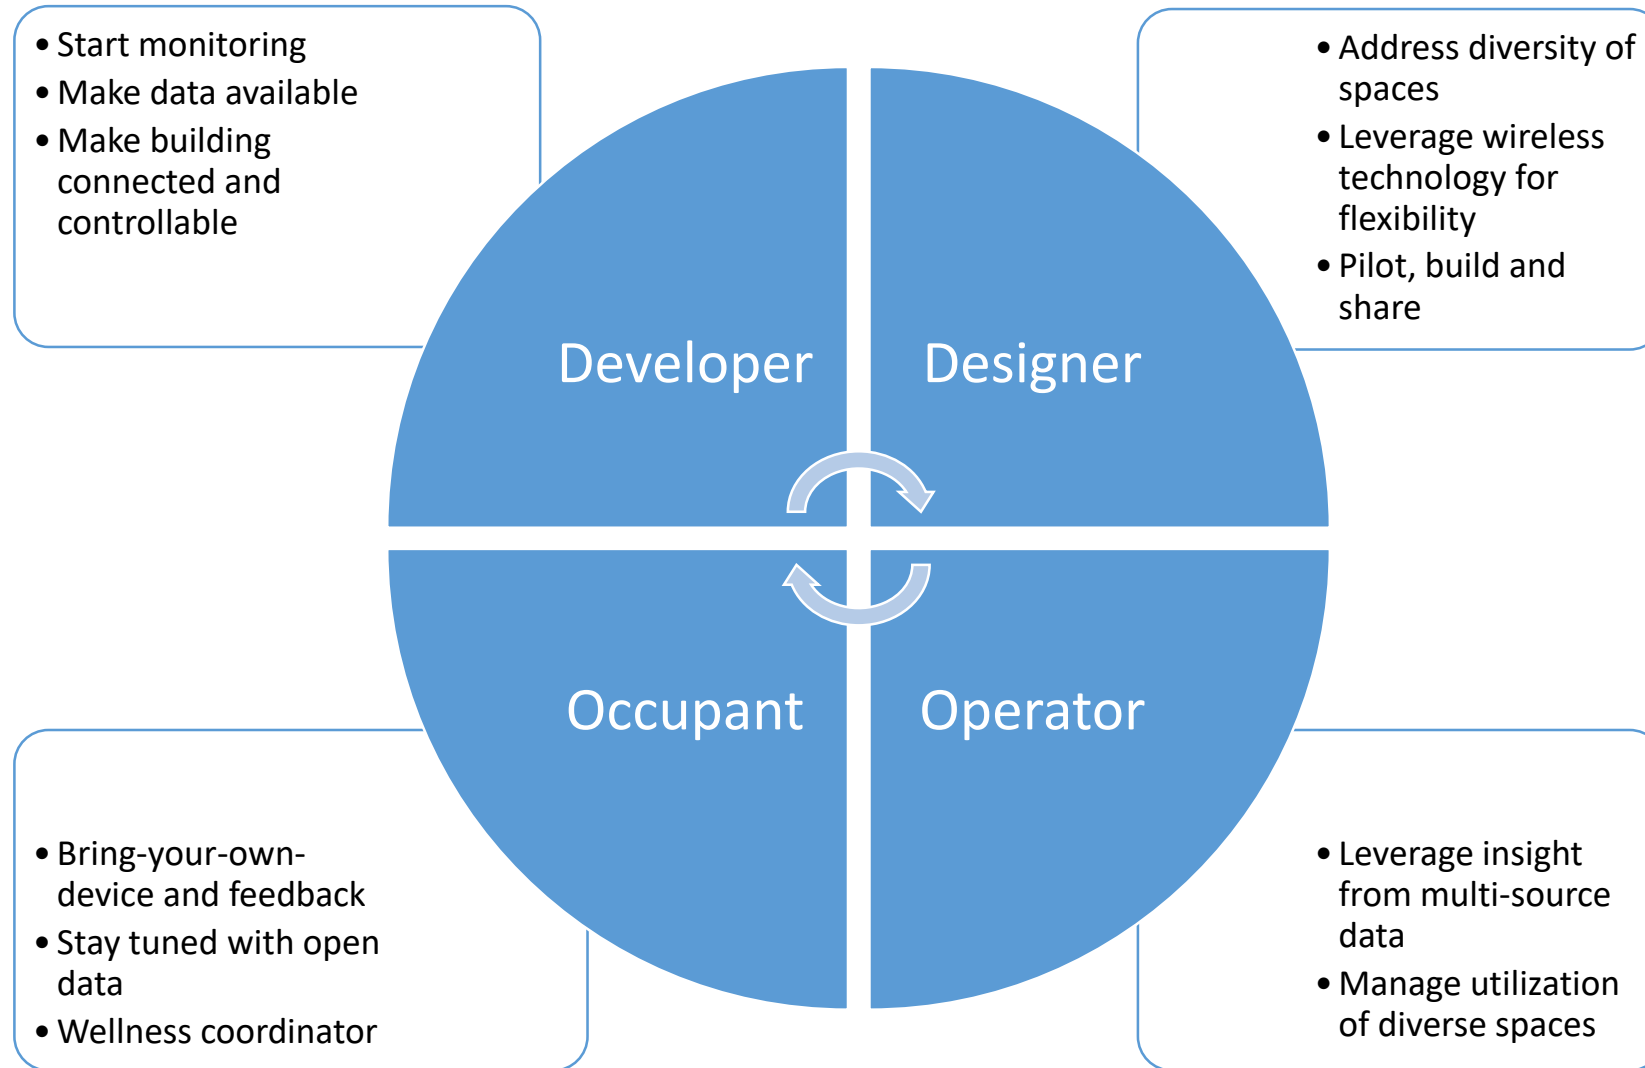 • Start monitoring
• Make data available
• Make building
connected and
controllable
• Address diversity of
spaces
• Leverage wireless
technology for
flexibility
• Pilot, build and
share
Developer
Designer
Occupant
Operator
• Bring-your-own-
device and feedback
• Stay tuned with open
data
• Wellness coordinator
• Leverage insight
from multi-source
data
• Manage utilization
of diverse spaces